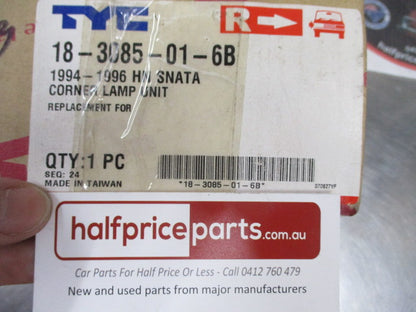 TYC
R
18-3085-01-6B
1994-1996 HN SNATA
CORNER LAMP UNIT
REPLACEMENT FOR
QTY:1 PC
SEQ: 24
MADE IN TAIWAN
*18-3085-01-6B*
halfpriceparts.com.au
Car Parts For Half Price Or Less - Call 0412 760 479
New and used parts from major manufacturers